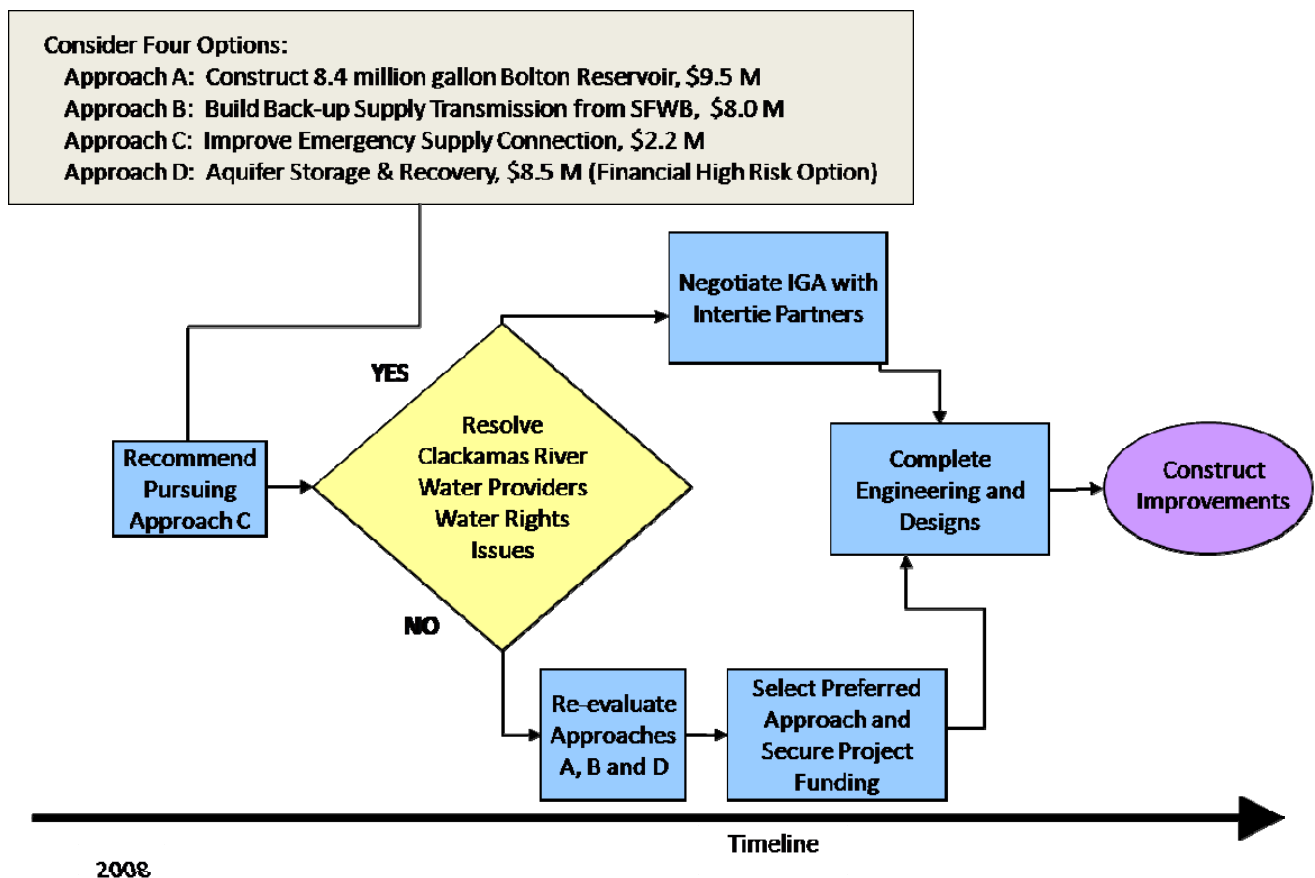 Consider Four Options:
Approach A: Construct 8.4 million gallon Bolton Reservoir, $9.5 M
Approach B: Build Back-up Supply Transmission from SFWB, $8.0 M
Approach C: Improve Emergency Supply Connection, $2.2 M
Approach D: Aquifer Storage & Recovery, $8.5 M (Financial High Risk Option)
Negotiate IGA with
Intertie Partners
YES
Resolve
Clackamas River
Water Providers
Water Rights
Issues
Recommend
Pursuing
Approach C
Complete
Engineering and
Designs
Construct
Improvements
NO
Re-evaluate
Approaches
A, B and D
Select Preferred
Approach and
Secure Project
Funding
Timeline
2008